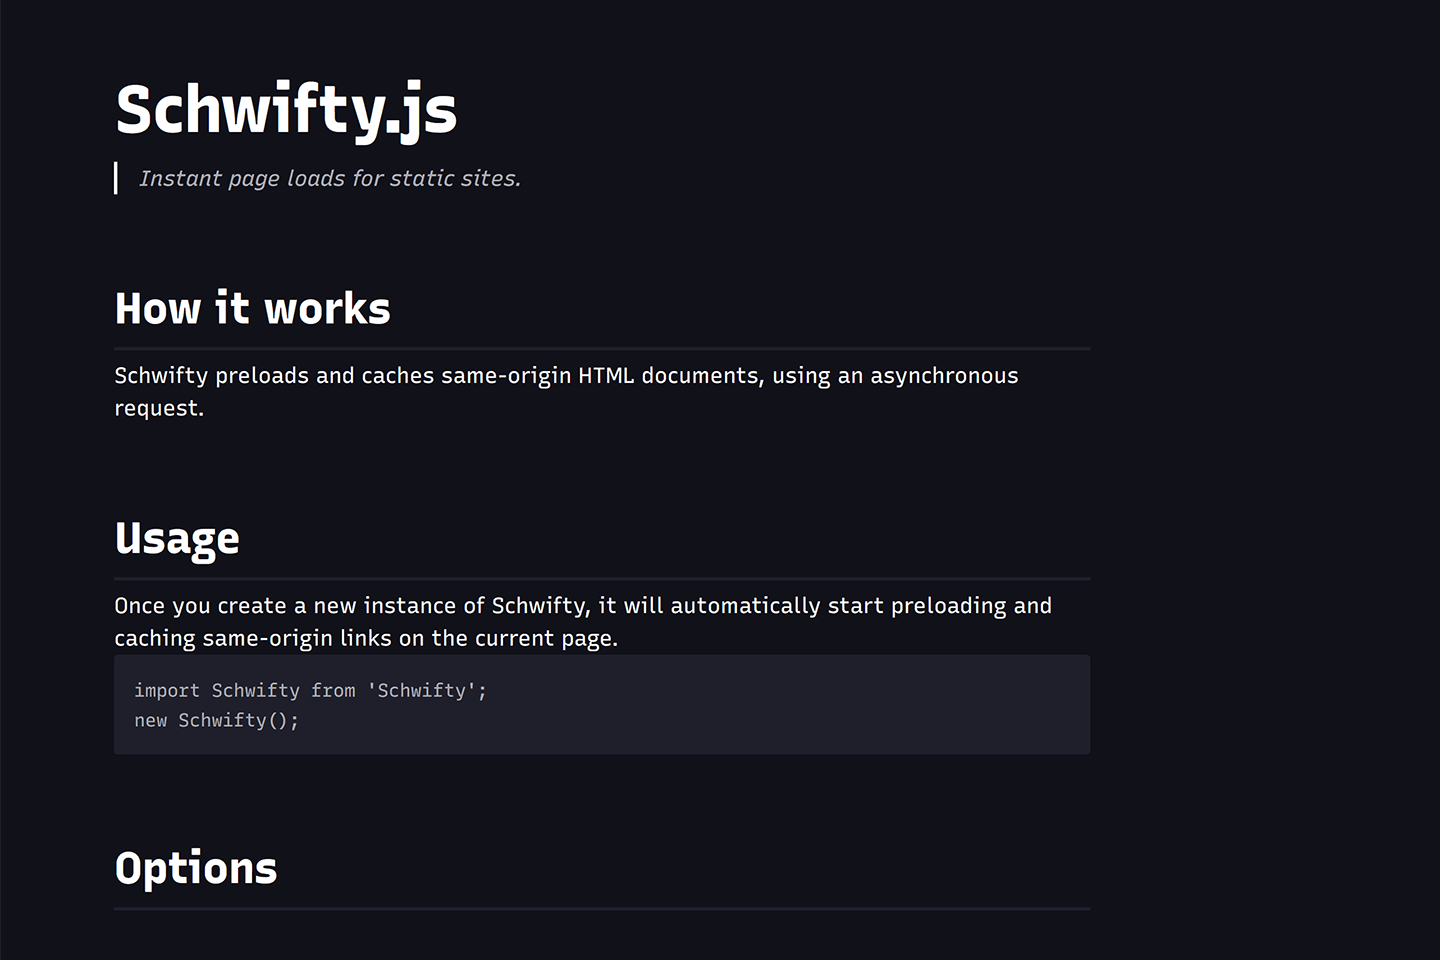 Schwifty.js
Instant page loads for static sites.
How it works
Schwifty preloads and caches same-origin HTML documents, using an asynchronous
request.
Usage
Once you create a new instance of Schwifty, it will automatically start preloading and
caching same-origin links on the current page.
import Schwifty from 'Schwifty';
new Schwifty();
Options